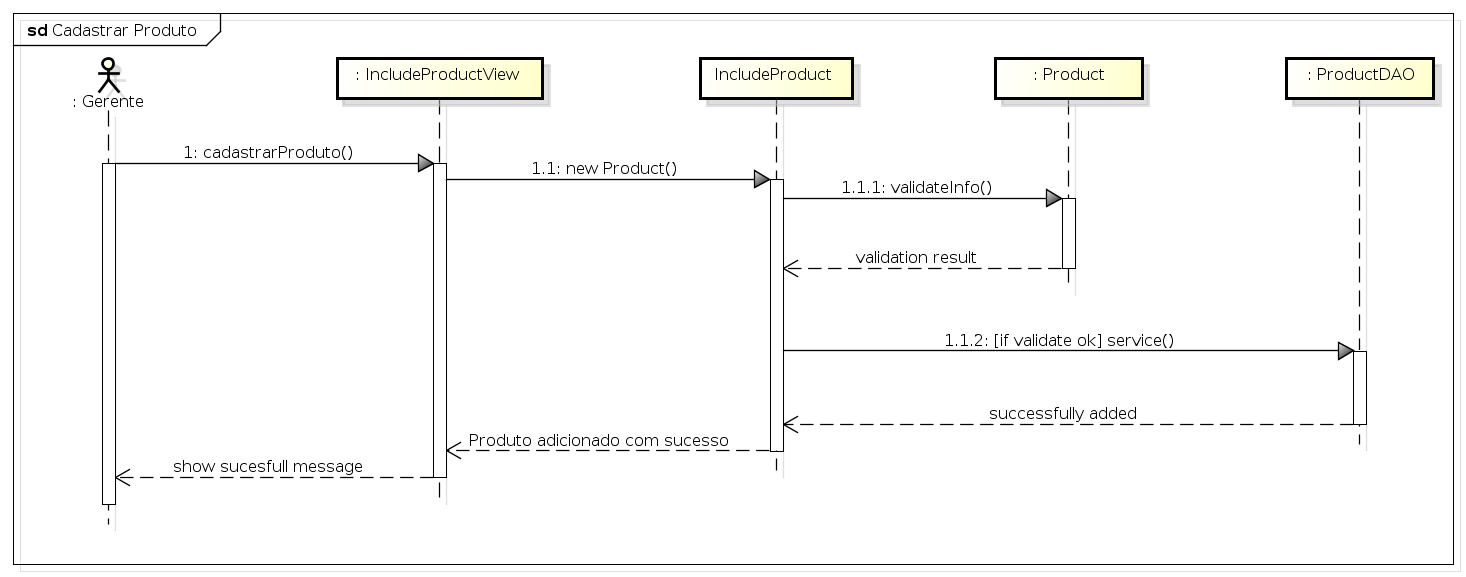 sd Cadastrar Produto
: Gerente
: IncludeProductView
IncludeProduct
: Product
: ProductDAO
1: cadastrarProduto()
1.1: new Product()
1.1.1: validateInfo()
validation result
1.1.2: [if validate ok] service()
successfully added
Produto adicionado com sucesso
show sucesfull message